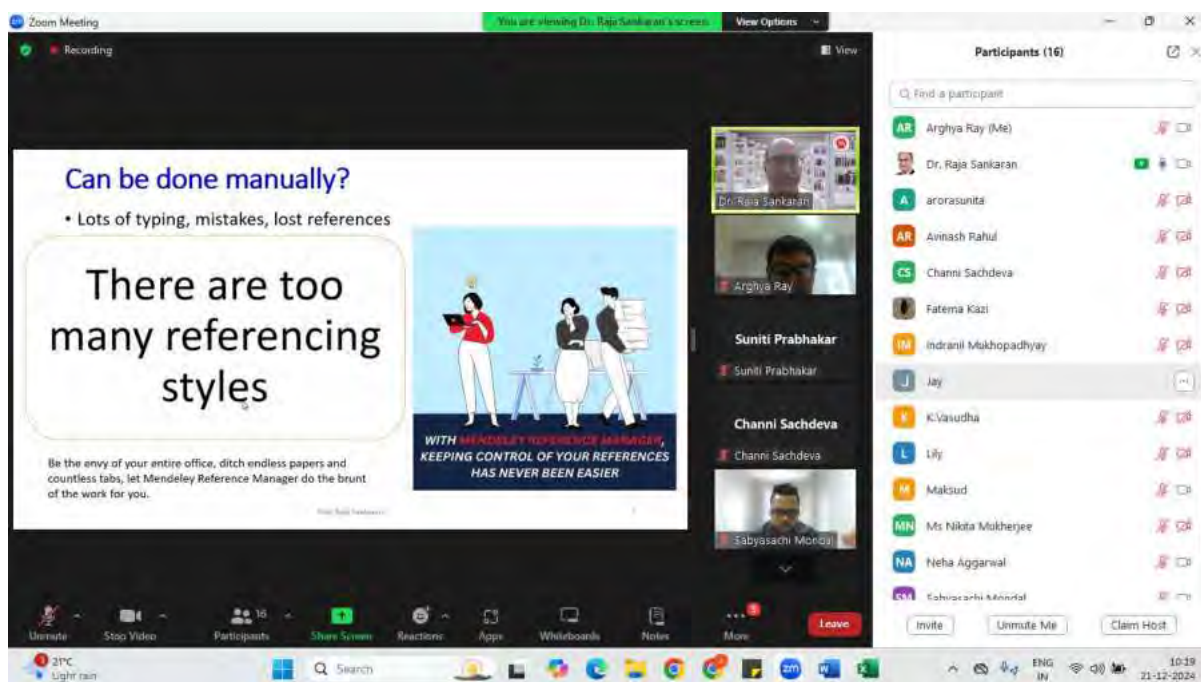 Zoom Meeting
You are viewing Dr. Raja Sankaran's screen
View Options
Recording
View
Can be done manually?
• Lots of typing, mistakes, lost references
There are too
many referencing
styles
Be the envy of your entire office, ditch endless papers and
countless tabs, let Mendeley Reference Manager do the brunt
of the work for you.
WITH MENDELEY REFERENCE MANAGER,
KEEPING CONTROL OF YOUR REFERENCES
HAS NEVER BEEN EASIER
Dr. Raja Sankaran
Arghya Ray
Suniti Prabhakar
Suniti Prabhakar
Channi Sachdeva
Channi Sachdeva
Sabyasachi Mondal
Participants (16)
Find a participant
AR Arghya Ray (Me)
Dr. Raja Sankaran
A arorasunita
AR Avinash Rahul
CS Channi Sachdeva
Fatema Kazi
IM Indranil Mukhopadhyay
J Jay
K K.Vasudha
L Lily
M Maksud
MN Ms Nikita Mukherjee
NA Neha Aggarwal
SM Sabyasachi Mondal
Invite
Unmute Me
Claim Host
Unmute
Stop Video
16
Participants
Share Screen
Reactions
Apps
Whiteboards
Notes
More
Leave
21°C
Light rain
Search
zm
ENG
IN
10:19
21-12-2024